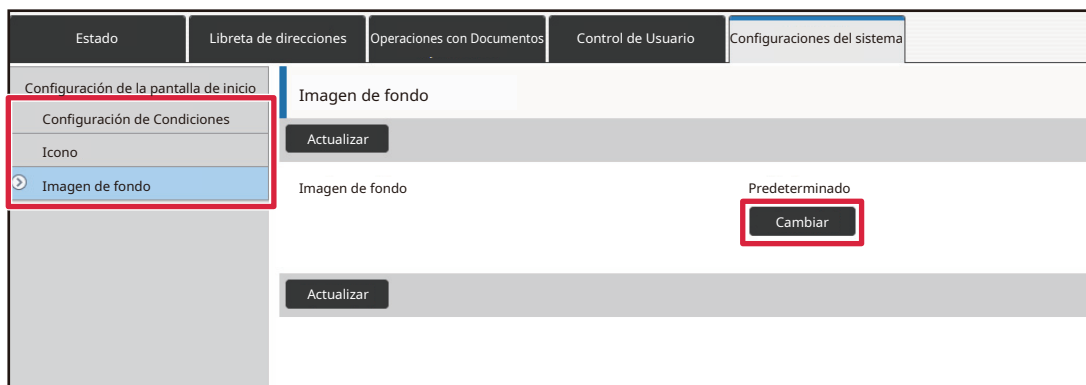 Estado
Libreta de direcciones
Operaciones con Documentos
Control de Usuario
Configuraciones del sistema
Configuración de la pantalla de inicio
Configuración de Condiciones
Icono
Imagen de fondo
Imagen de fondo
Actualizar
Imagen de fondo
Predeterminado
Cambiar
Actualizar